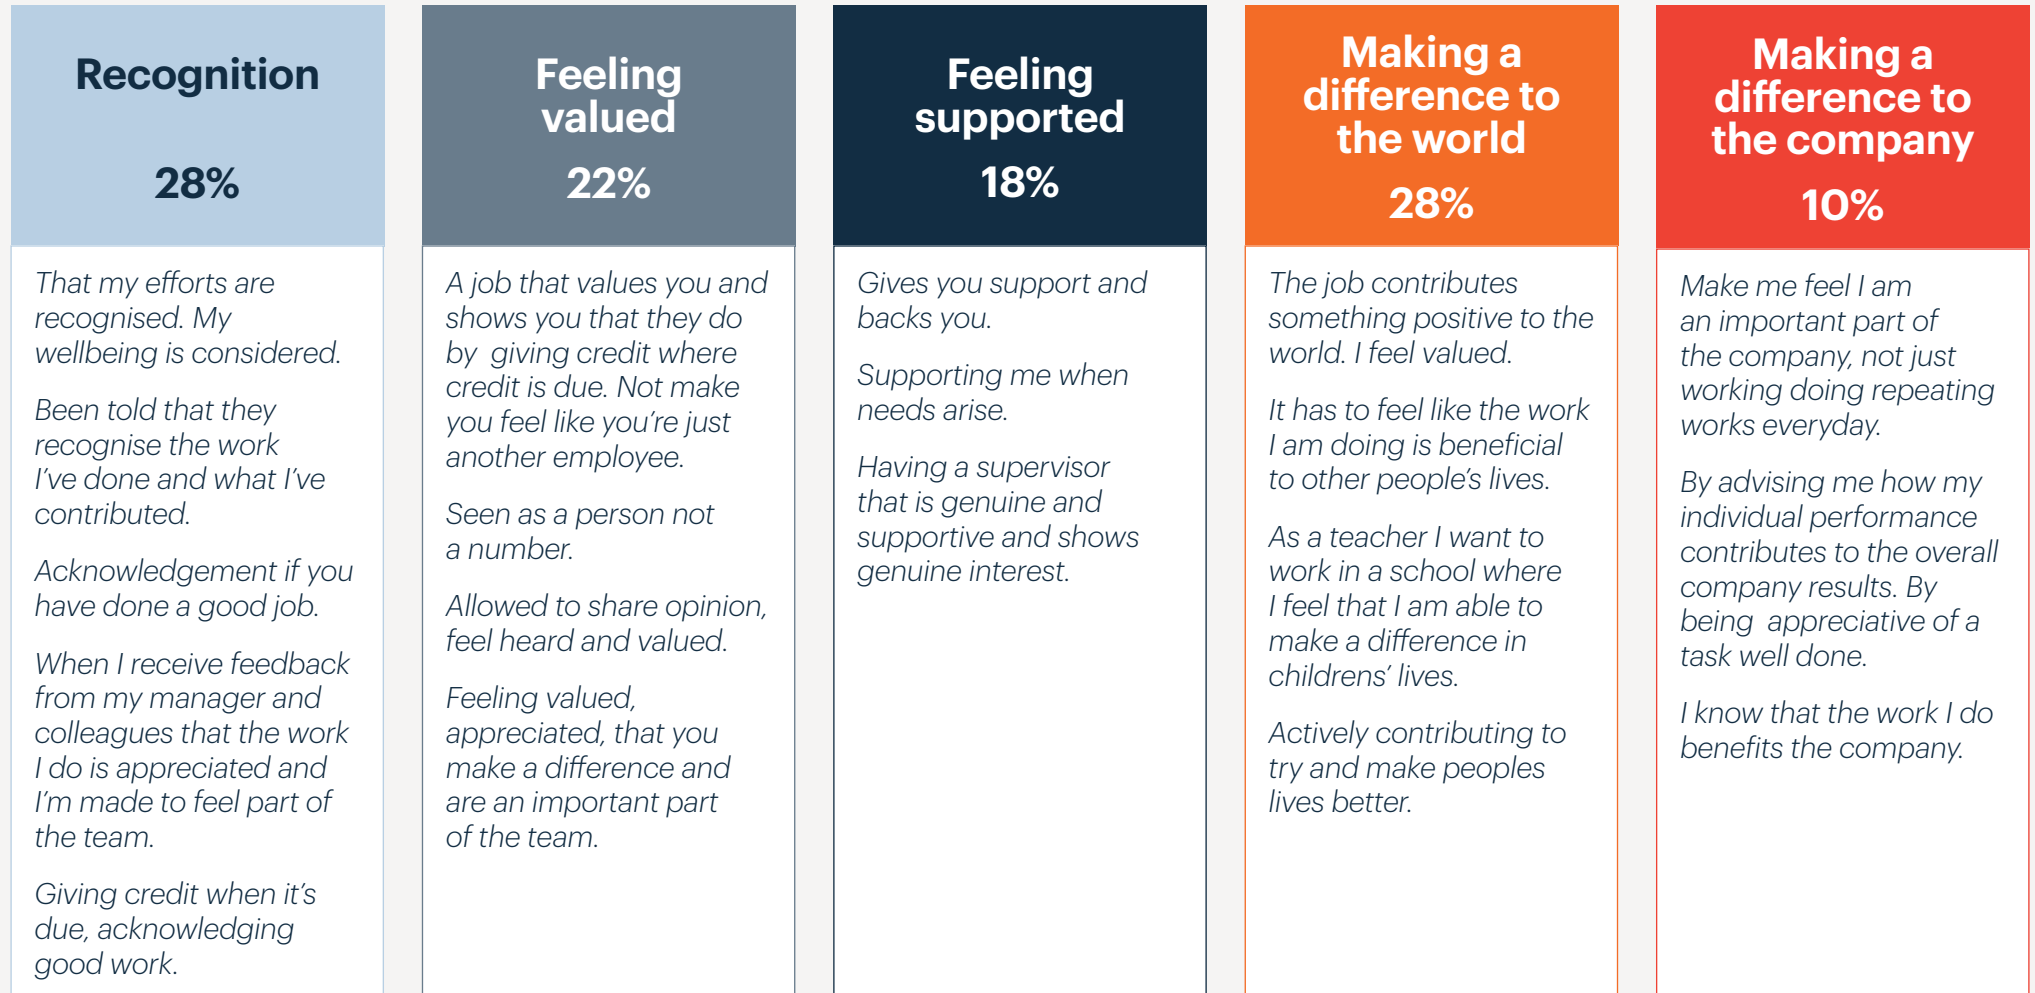 Recognition
28%
That my efforts are
recognised. My
wellbeing is considered.
Been told that they
recognise the work
I've done and what I've
contributed.
Acknowledgement if you
have done a good job.
When I receive feedback
from my manager and
colleagues that the work
I do is appreciated and
I'm made to feel part of
the team.
Giving credit when it's
due, acknowledging
good work.
Feeling
valued
22%
A job that values you and
shows you that they do
by  giving credit where
credit is due. Not make
you feel like you're just
another employee.
Seen as a person not
a number.
Allowed to share opinion,
feel heard and valued.
Feeling valued,
appreciated, that you
make a difference and
are an important part
of the team.
Feeling
supported
18%
Gives you support and
backs you.
Supporting me when
needs arise.
Having a supervisor
that is genuine and
supportive and shows
genuine interest.
Making a
difference to
the world
28%
The job contributes
something positive to the
world. I feel valued.
It has to feel like the work
I am doing is beneficial
to other people's lives.
As a teacher I want to
work in a school where
I feel that I am able to
make a difference in
childrens' lives.
Actively contributing to
try and make peoples
lives better.
Making a
difference to
the company
10%
Make me feel I am
an important part of
the company, not just
working doing repeating
works everyday.
By advising me how my
individual performance
contributes to the overall
company results. By
being  appreciative of a
task well done.
I know that the work I do
benefits the company.